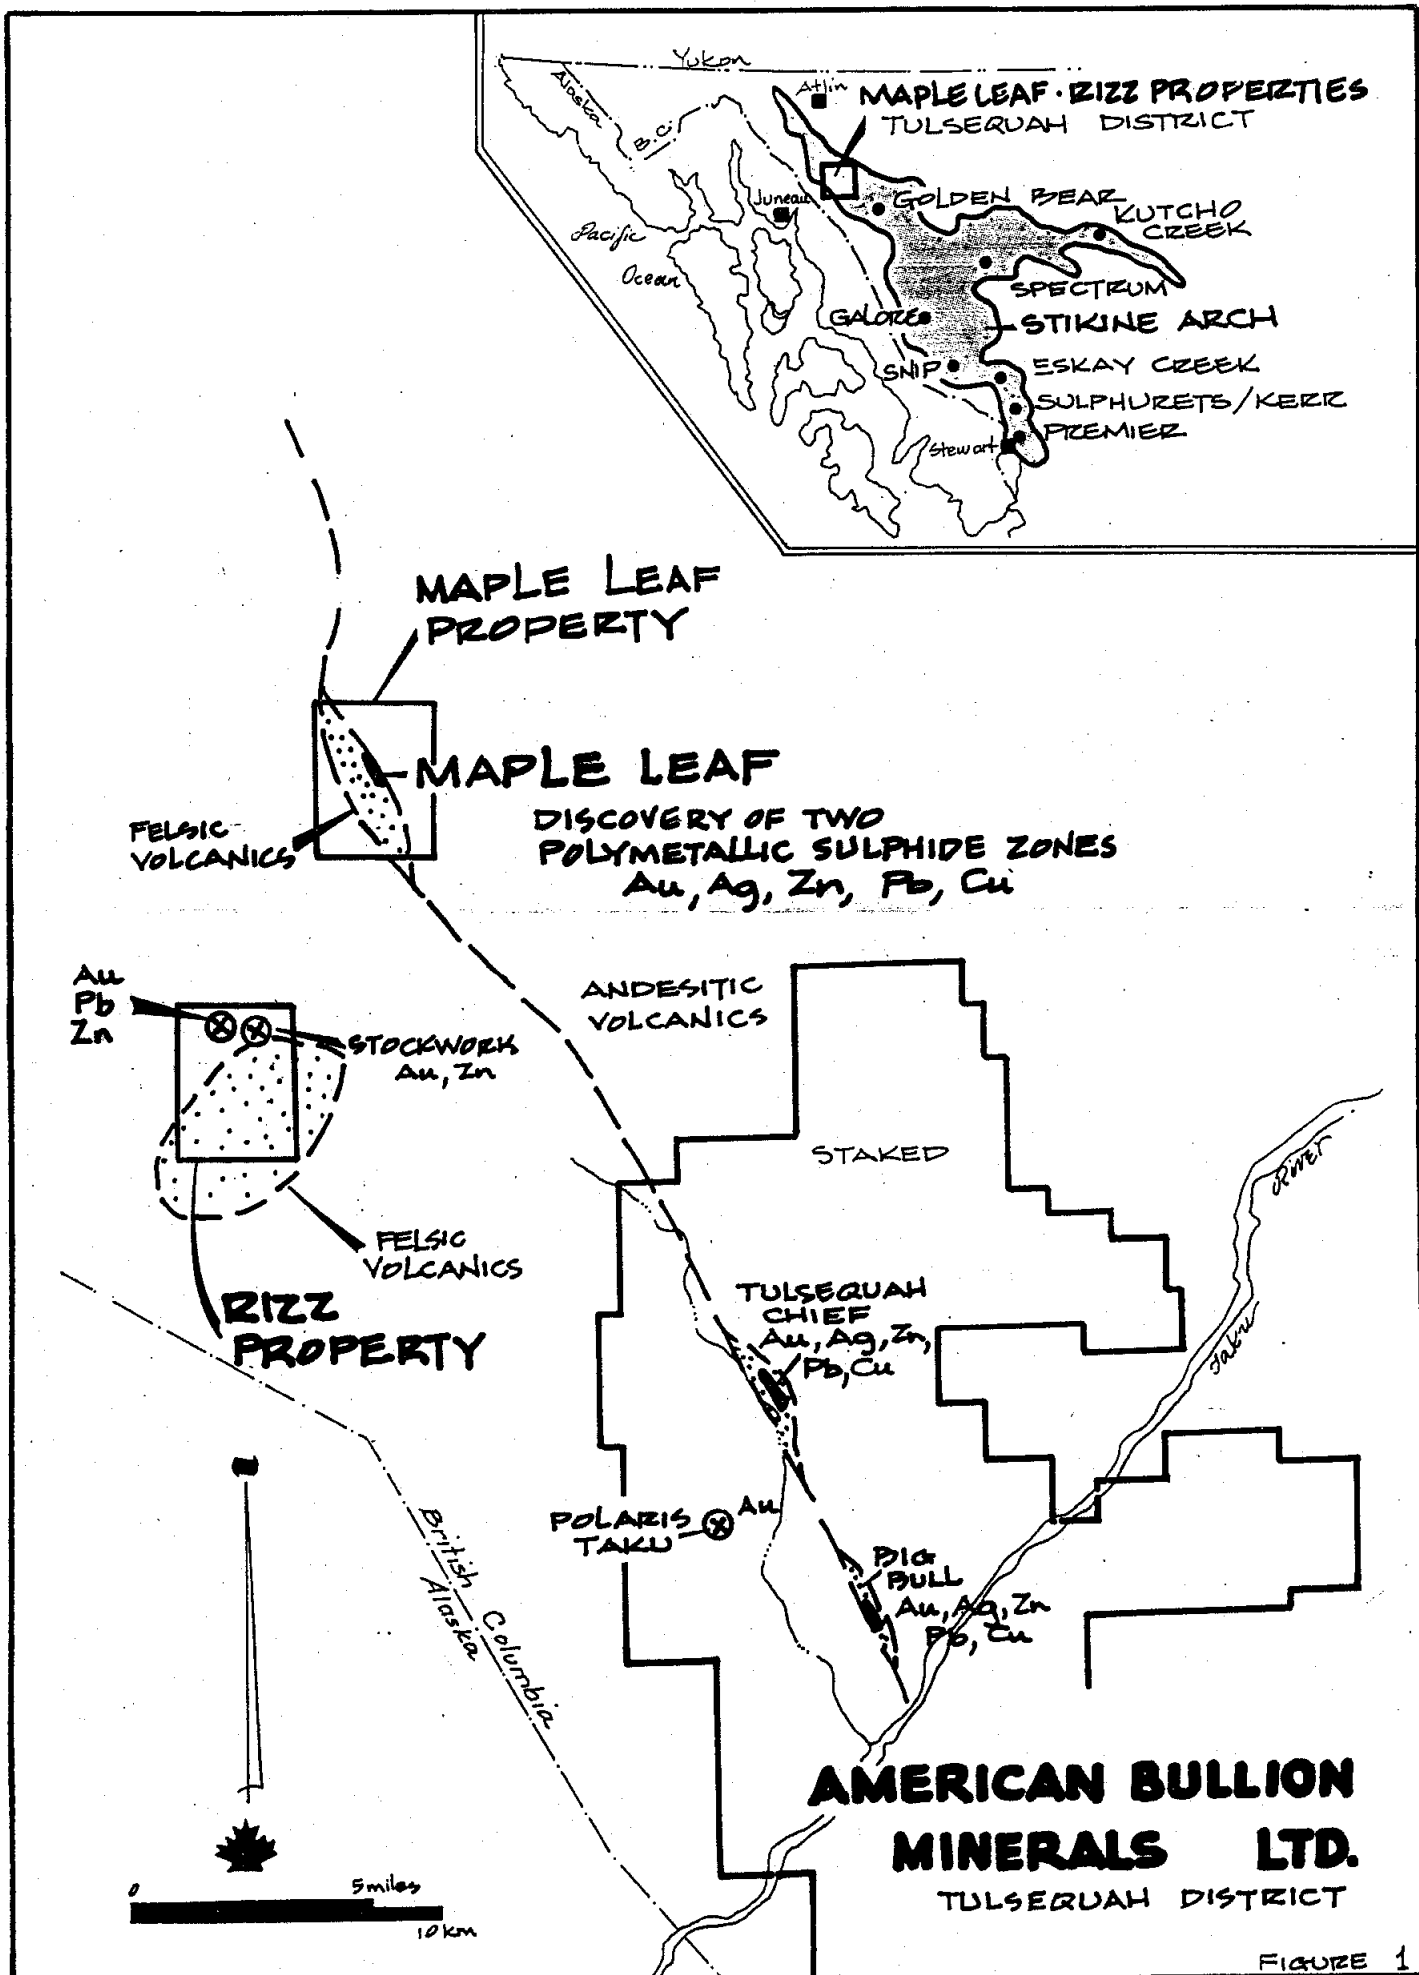 Yukon
Alaska
B.C.
Atlin
MAPLE LEAF · RIZZ PROPERTIES
TULSEQUAH DISTRICT
Juneau
GOLDEN BEAR
KUTCHO
CREEK
Pacific
Ocean
SPECTRUM
GALORE
STIKINE ARCH
SNIP
ESKAY CREEK
SULPHURETS/KERR
PREMIER
Stewart
MAPLE LEAF
PROPERTY
MAPLE LEAF
FELSIC
VOLCANICS
DISCOVERY OF TWO
POLYMETALLIC SULPHIDE ZONES
Au, Ag, Zn, Pb, Cu
Au
Pb
Zn
STOCKWORK
Au, Zn
ANDESITIC
VOLCANICS
STAKED
River
Taku
FELSIC
VOLCANICS
RIZZ
PROPERTY
TULSEQUAH
CHIEF
Au, Ag, Zn,
Pb, Cu
POLARIS
TAKU
Au
BIG
BULL
Au, Ag, Zn
Pb, Cu
British Columbia
Alaska
AMERICAN BULLION
MINERALS LTD.
TULSEQUAH DISTRICT
0
5 miles
10 km
FIGURE 1